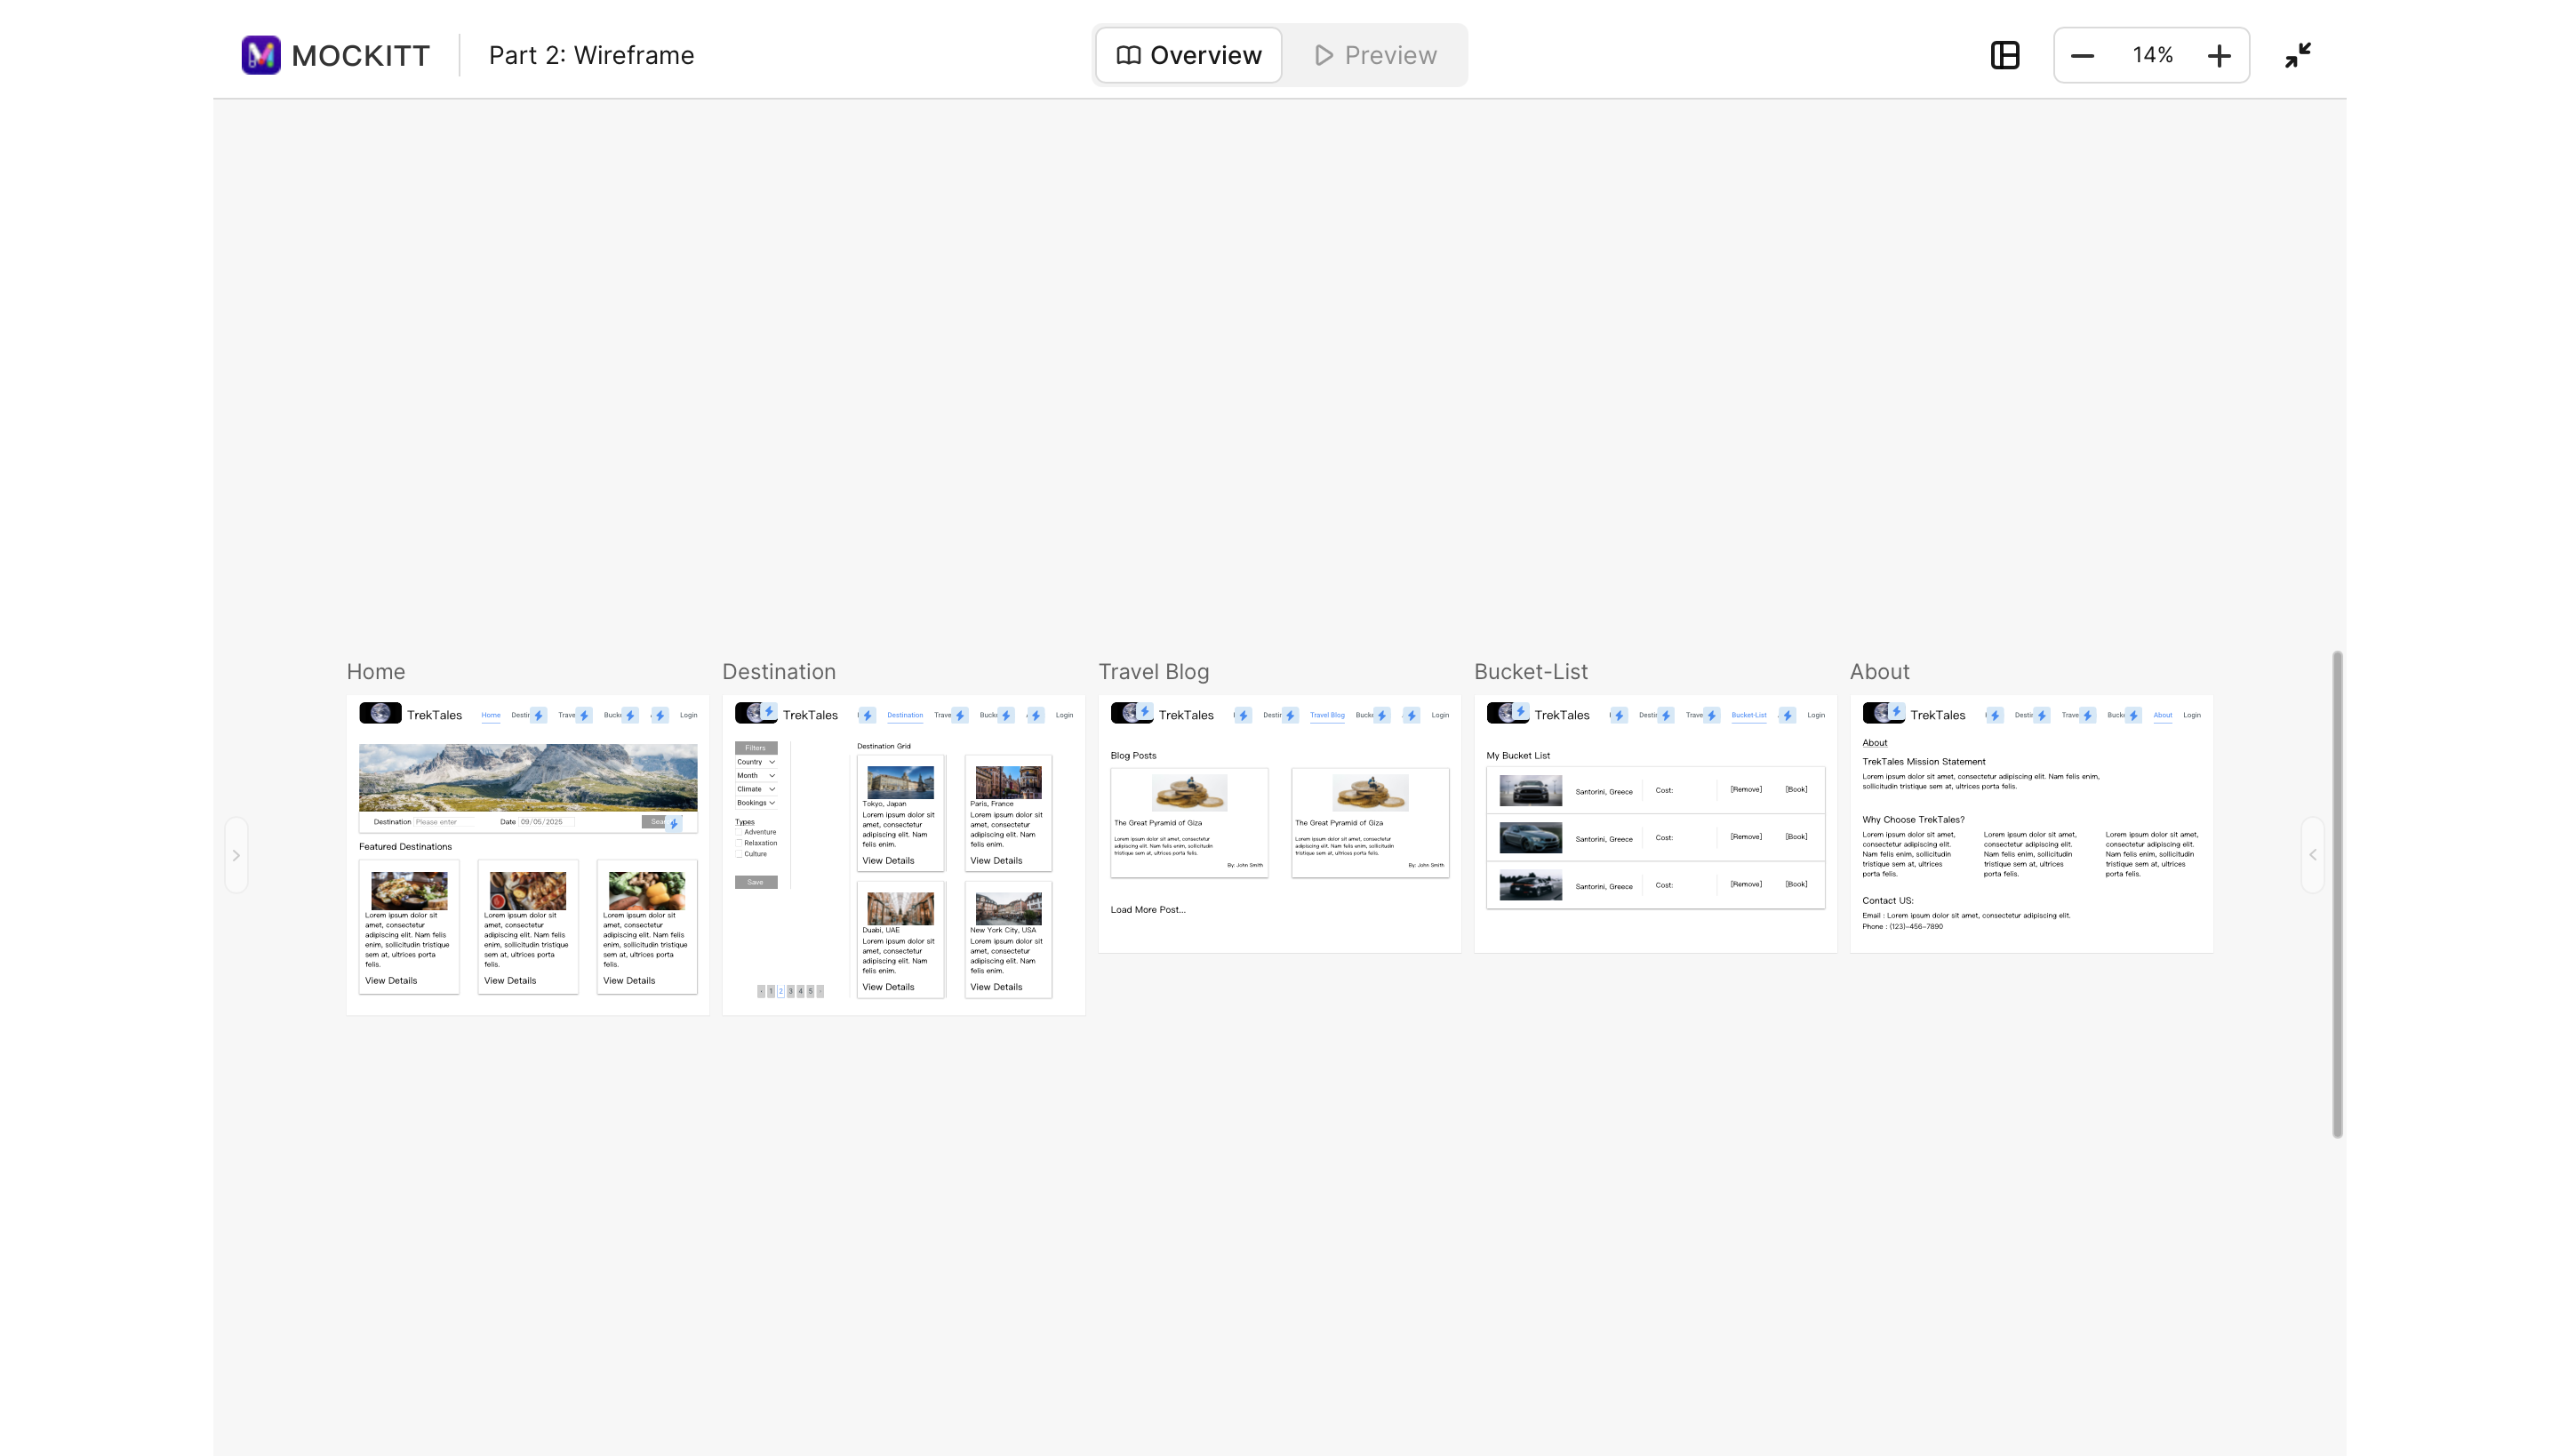 MOCKITT
Part 2: Wireframe
Overview
Preview
14%
Home
TrekTales
Home
Login
Destination Please enter
Date 09/05/2025
Featured Destinations
Lorem ipsum dolor sit
amet, consectetur
adipiscing elit. Nam felis
enim, sollicitudin tristique
sem at, ultrices porta
felis.
View Details
Lorem ipsum dolor sit
amet, consectetur
adipiscing elit. Nam felis
enim, sollicitudin tristique
sem at, ultrices porta
felis.
View Details
Lorem ipsum dolor sit
amet, consectetur
adipiscing elit. Nam felis
enim, sollicitudin tristique
sem at, ultrices porta
felis.
View Details
Destination
TrekTales
Destination
Login
Filters
Country
Month
Climate
Bookings
Types
Adventure
Relaxation
Culture
Save
1 2 3 4 5
Destination Grid
Tokyo, Japan
Lorem ipsum dolor sit
amet, consectetur
adipiscing elit. Nam
felis enim.
View Details
Paris, France
Lorem ipsum dolor sit
amet, consectetur
adipiscing elit. Nam
felis enim.
View Details
Duabi, UAE
Lorem ipsum dolor sit
amet, consectetur
adipiscing elit. Nam
felis enim.
View Details
New York City, USA
Lorem ipsum dolor sit
amet, consectetur
adipiscing elit. Nam
felis enim.
View Details
Travel Blog
TrekTales
Travel Blog
Login
Blog Posts
The Great Pyramid of Giza
Lorem ipsum dolor sit amet, consectetur
adipiscing elit. Nam felis enim, sollicitudin
tristique sem at, ultrices porta felis.
By: John Smith
The Great Pyramid of Giza
Lorem ipsum dolor sit amet, consectetur
adipiscing elit. Nam felis enim, sollicitudin
tristique sem at, ultrices porta felis.
By: John Smith
Load More Post...
Bucket-List
TrekTales
Bucket-List
Login
My Bucket List
Santorini, Greece
Cost:
[Remove]
[Book]
Santorini, Greece
Cost:
[Remove]
[Book]
Santorini, Greece
Cost:
[Remove]
[Book]
About
TrekTales
About
Login
About
TrekTales Mission Statement
Lorem ipsum dolor sit amet, consectetur adipiscing elit. Nam felis enim,
sollicitudin tristique sem at, ultrices porta felis.
Why Choose TrekTales?
Lorem ipsum dolor sit amet,
consectetur adipiscing elit.
Nam felis enim, sollicitudin
tristique sem at, ultrices
porta felis.
Lorem ipsum dolor sit amet,
consectetur adipiscing elit.
Nam felis enim, sollicitudin
tristique sem at, ultrices
porta felis.
Lorem ipsum dolor sit amet,
consectetur adipiscing elit.
Nam felis enim, sollicitudin
tristique sem at, ultrices
porta felis.
Contact US:
Email : Lorem ipsum dolor sit amet, consectetur adipiscing elit.
Phone : (123)-456-7890